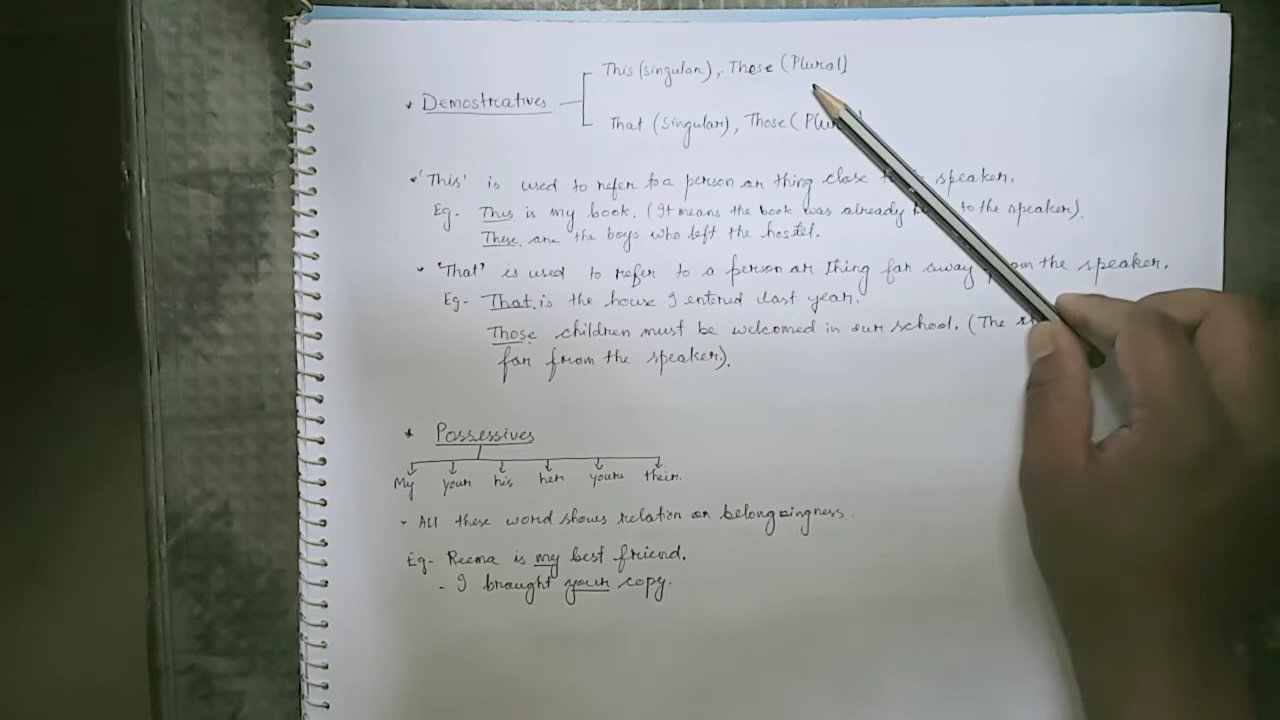 This (singular), These (Plural)
* Demostratives
That (Singular), Those (Plu
'This' is used to refer to a person or thing close speaker.
Eg- This is my book. (It means the book was already to the speaker).
These are the boys who left the hostel.
'That' is used to refer to a person or thing far away from the speaker.
Eg- That is the house I entered last year.
Those children must be welcomed in our school. (The
far from the speaker).
* Possessives
My your his her yours their.
All these word shows relation or belongingness.
Eg- Reema is my best friend.
- I brought your copy.